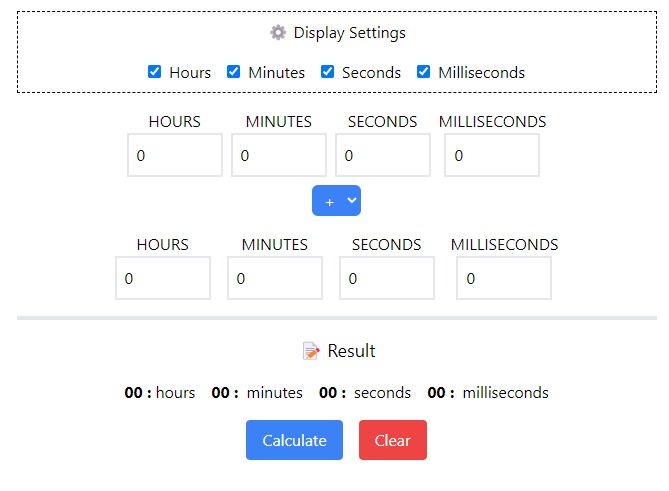 Display Settings
Hours Minutes Seconds Milliseconds
HOURS MINUTES SECONDS MILLISECONDS
0 0 0 0
+
HOURS MINUTES SECONDS MILLISECONDS
0 0 0 0
Result
00 : hours 00 : minutes 00 : seconds 00 : milliseconds
Calculate Clear